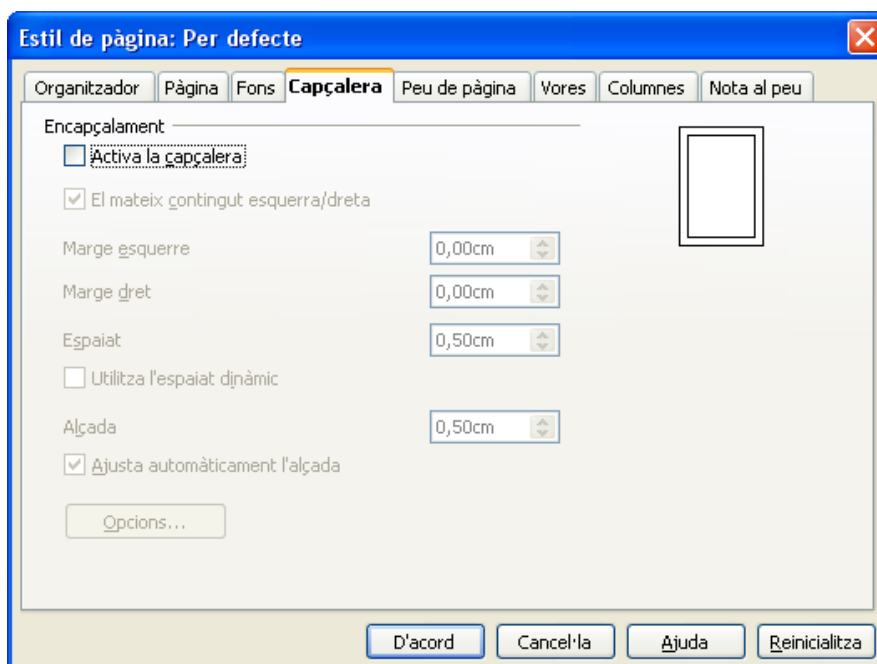 Estil de pàgina: Per defecte
Organitzador Pàgina Fons Capçalera Peu de pàgina Vores Columnes Nota al peu
Encapçalament
Activa la capçalera
El mateix contingut esquerra/dreta
Marge esquerre 0,00cm
Marge dret 0,00cm
Espaiat 0,50cm
Utilitza l'espaiat dinàmic
Alçada 0,50cm
Ajusta automàticament l'alçada
Opcions...
D'acord Cancel·la Ajuda Reinicialitza